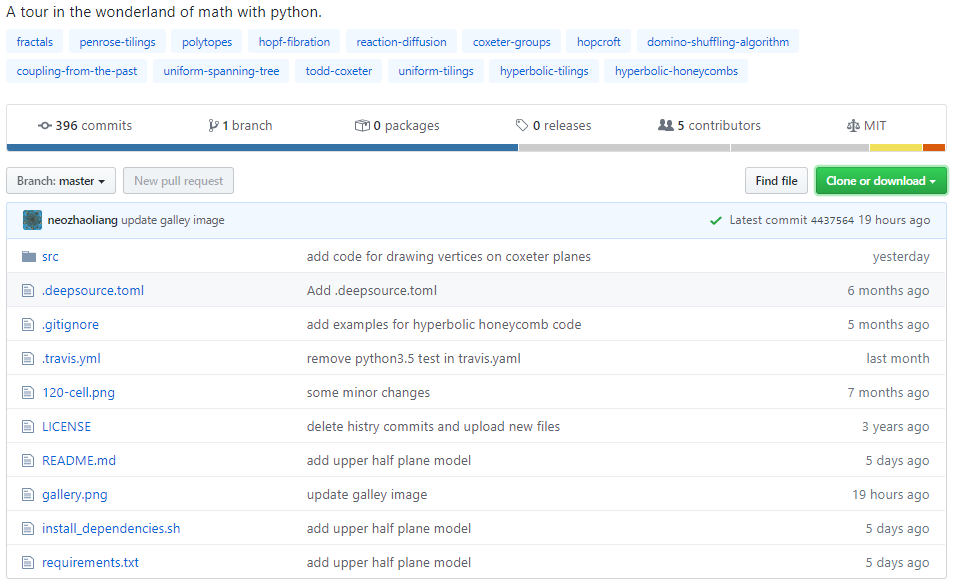 A tour in the wonderland of math with python.
fractals penrose-tilings polytopes hopf-fibration reaction-diffusion coxeter-groups hopcroft domino-shuffling-algorithm
coupling-from-the-past uniform-spanning-tree todd-coxeter uniform-tilings hyperbolic-tilings hyperbolic-honeycombs
396 commits 1 branch 0 packages 0 releases 5 contributors MIT
Branch: master New pull request Find file Clone or download
neozhaoliang update galley image Latest commit 4437564 19 hours ago
src add code for drawing vertices on coxeter planes yesterday
.deepsource.toml Add .deepsource.toml 6 months ago
.gitignore add examples for hyperbolic honeycomb code 5 months ago
.travis.yml remove python3.5 test in travis.yaml last month
120-cell.png some minor changes 7 months ago
LICENSE delete histry commits and upload new files 3 years ago
README.md add upper half plane model 5 days ago
gallery.png update galley image 19 hours ago
install_dependencies.sh add upper half plane model 5 days ago
requirements.txt add upper half plane model 5 days ago